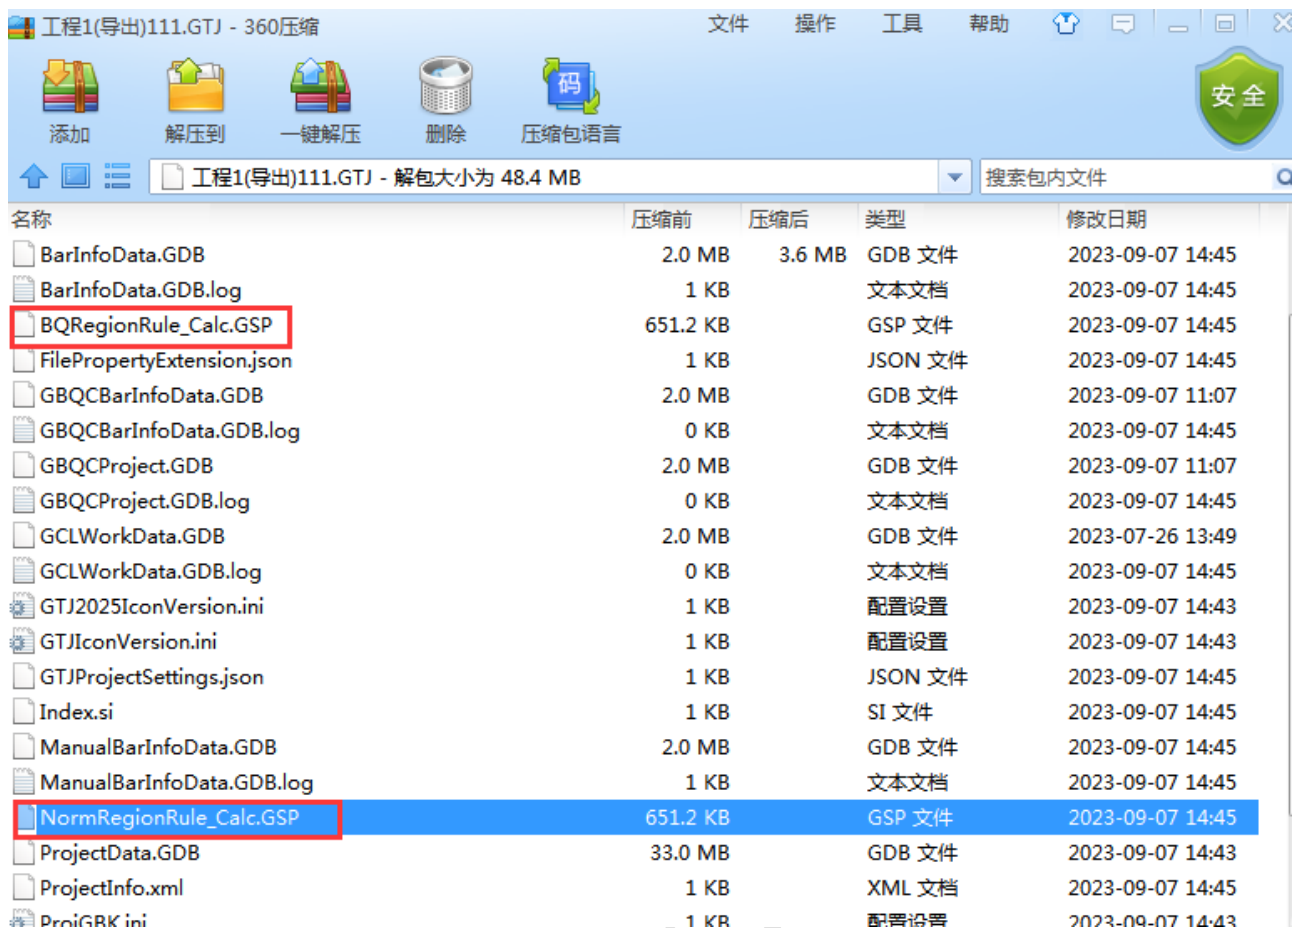 工程1(导出)111.GTJ - 360压缩 文件 操作 工具 帮助
码 安全
添加 解压到 一键解压 删除 压缩包语言
工程1(导出)111.GTJ - 解包大小为 48.4 MB 搜索包内文件
名称 压缩前 压缩后 类型 修改日期
BarInfoData.GDB 2.0 MB 3.6 MB GDB 文件 2023-09-07 14:45
BarInfoData.GDB.log 1 KB 文本文档 2023-09-07 14:45
BQRegionRule_Calc.GSP 651.2 KB GSP 文件 2023-09-07 14:45
FilePropertyExtension.json 1 KB JSON 文件 2023-09-07 14:45
GBQCBarInfoData.GDB 2.0 MB GDB 文件 2023-09-07 11:07
GBQCBarInfoData.GDB.log 0 KB 文本文档 2023-09-07 14:45
GBQCProject.GDB 2.0 MB GDB 文件 2023-09-07 11:07
GBQCProject.GDB.log 0 KB 文本文档 2023-09-07 14:45
GCLWorkData.GDB 2.0 MB GDB 文件 2023-07-26 13:49
GCLWorkData.GDB.log 0 KB 文本文档 2023-09-07 14:45
GTJ2025IconVersion.ini 1 KB 配置设置 2023-09-07 14:43
GTJIconVersion.ini 1 KB 配置设置 2023-09-07 14:43
GTJProjectSettings.json 1 KB JSON 文件 2023-09-07 14:45
Index.si 1 KB SI 文件 2023-09-07 14:45
ManualBarInfoData.GDB 2.0 MB GDB 文件 2023-09-07 14:45
ManualBarInfoData.GDB.log 1 KB 文本文档 2023-09-07 14:45
NormRegionRule_Calc.GSP 651.2 KB GSP 文件 2023-09-07 14:45
ProjectData.GDB 33.0 MB GDB 文件 2023-09-07 14:43
ProjectInfo.xml 1 KB XML 文档 2023-09-07 14:45
ProjGBK.ini 1 KB 配置设置 2023-09-07 14:43